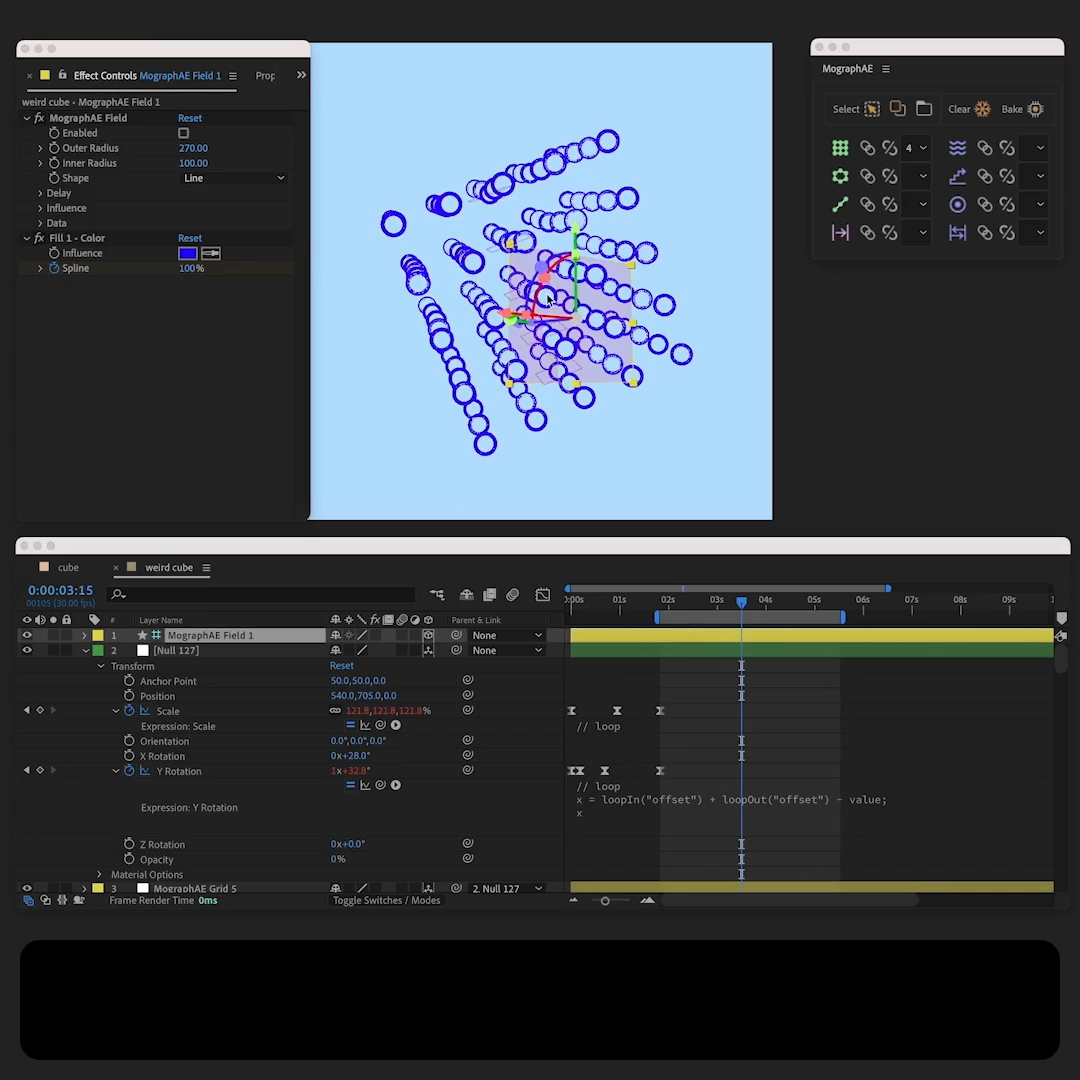 × Effect Controls MographAE Field 1 ≡ Prop »
weird cube • MographAE Field 1
fx MographAE Field Reset
Enabled
Outer Radius 270.00
Inner Radius 100.00
Shape Line
Delay
Influence
Data
fx Fill 1 - Color Reset
Influence
Spline 100%
MographAE ≡
Select Clear Bake
4
cube × weird cube ≡
0:00:03:15
00105 (30.00 fps)
:00s 01s 02s 03s 04s 05s 06s 07s 08s 09s 1
# Layer Name fx Parent & Link
1 MographAE Field 1 None
2 [Null 127] None
Transform Reset
Anchor Point 50.0,50.0,0.0
Position 540.0,705.0,0.0
Scale 121.8,121.8,121.8%
Expression: Scale // loop
Orientation 0.0°,0.0°,0.0°
X Rotation 0x+28.0°
Y Rotation 1x+32.8°
// loop
Expression: Y Rotation x = loopIn("offset") + loopOut("offset") - value;
x
Z Rotation 0x+0.0°
Opacity 0%
Material Options
3 MographAE Grid 5 2. Null 127
Frame Render Time 0ms Toggle Switches / Modes